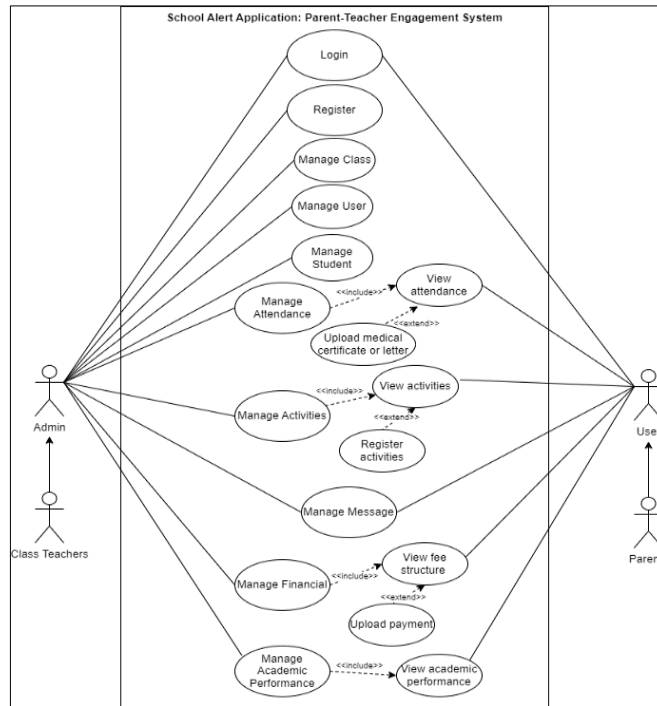 School Alert Application: Parent-Teacher Engagement System
Login
Register
Manage Class
Manage User
Manage
Student
View
attendance
<<include>>
Manage
Attendance
<<extend>>
Upload medical
certificate or letter
View activities
<<include>>
Manage Activities
<<extend>>
Register
activities
Admin
User
Manage Message
Class Teachers
Parent
View fee
structure
<<include>>
Manage Financial
<<extend>>
Upload payment
Manage
Academic
Performance
<<include>>
View academic
performance